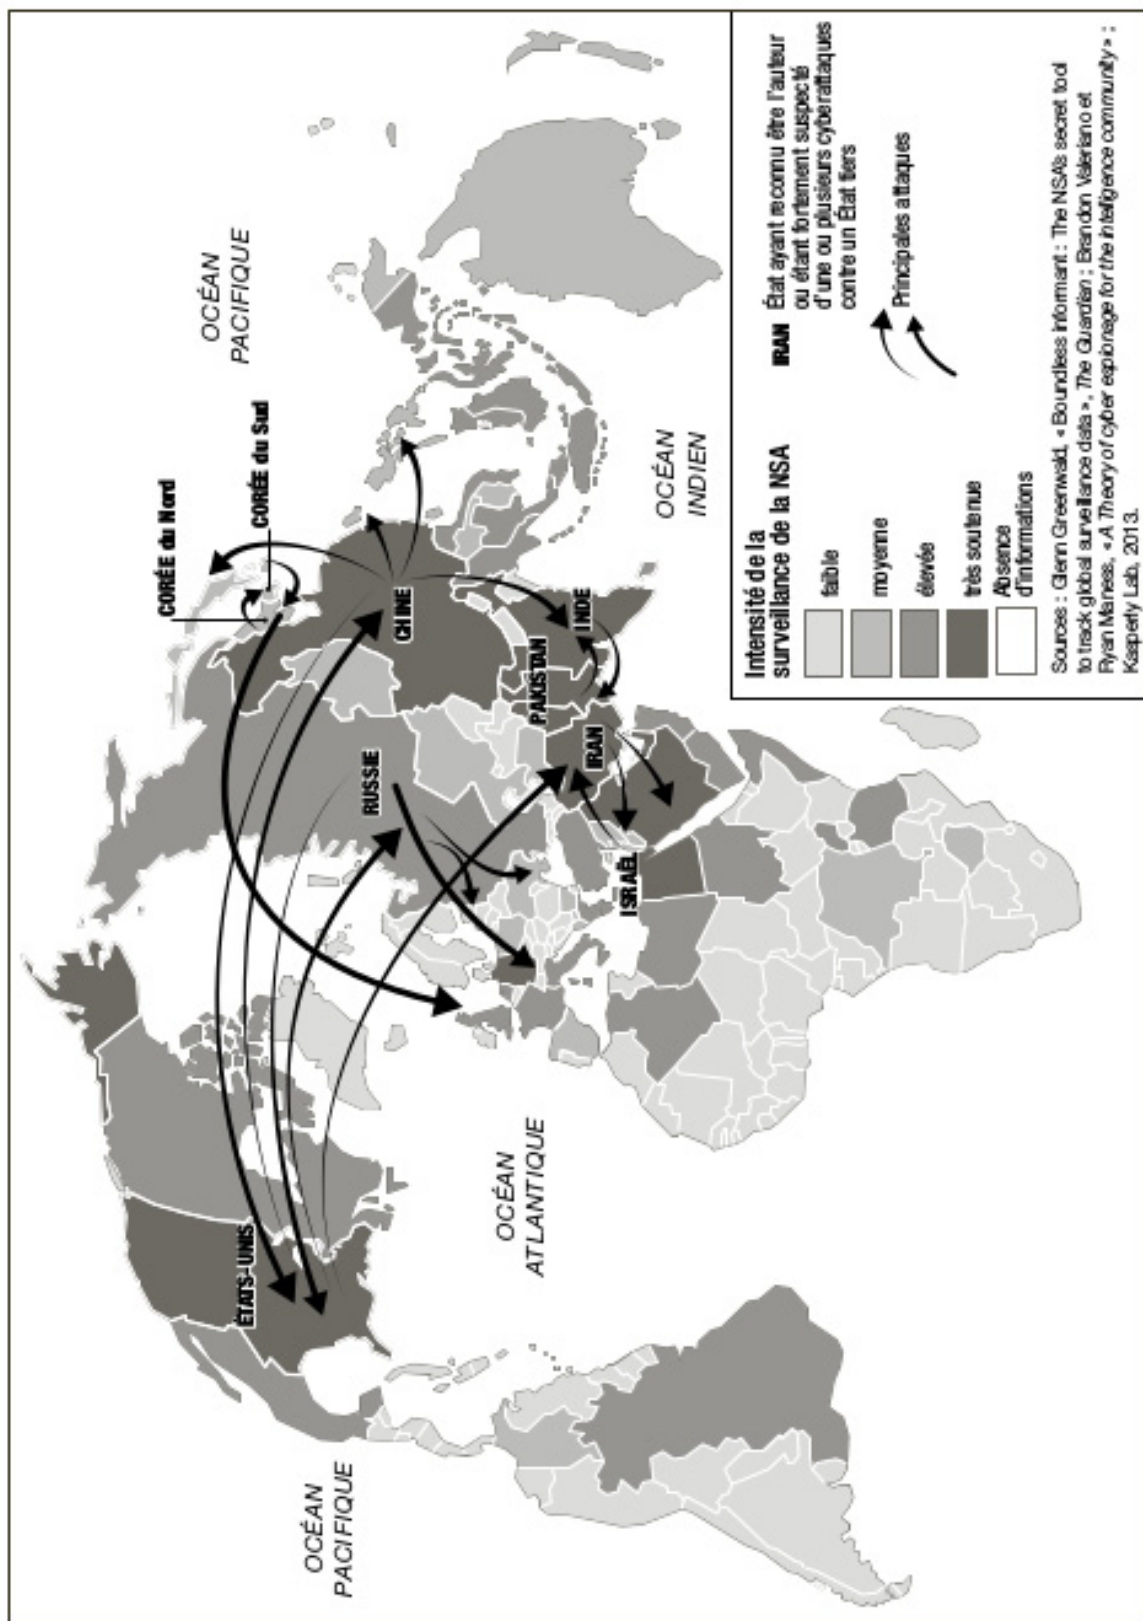 OCÉAN
PACIFIQUE
ÉTATS-UNIS
OCÉAN
ATLANTIQUE
RUSSIE
ISRAËL
IRAN
PAKISTAN
INDE
CHINE
CORÉE du Nord
CORÉE du Sud
OCÉAN
PACIFIQUE
OCÉAN
INDIEN
Intensité de la
surveillance de la NSA
faible
moyenne
élevée
très soutenue
Absence
d'informations
IRAN État ayant reconnu être l'auteur
ou étant fortement suspecté
d'une ou plusieurs cyberattaques
contre un État tiers
Principales attaques
Sources : Glenn Greenwald, « Boundless informant : The NSA's secret tool
to track global surveillance data », The Guardian ; Brandon Valeriano et
Ryan Maness, « A Theory of cyber espionage for the intelligence community » ;
Kasperly Lab, 2013.